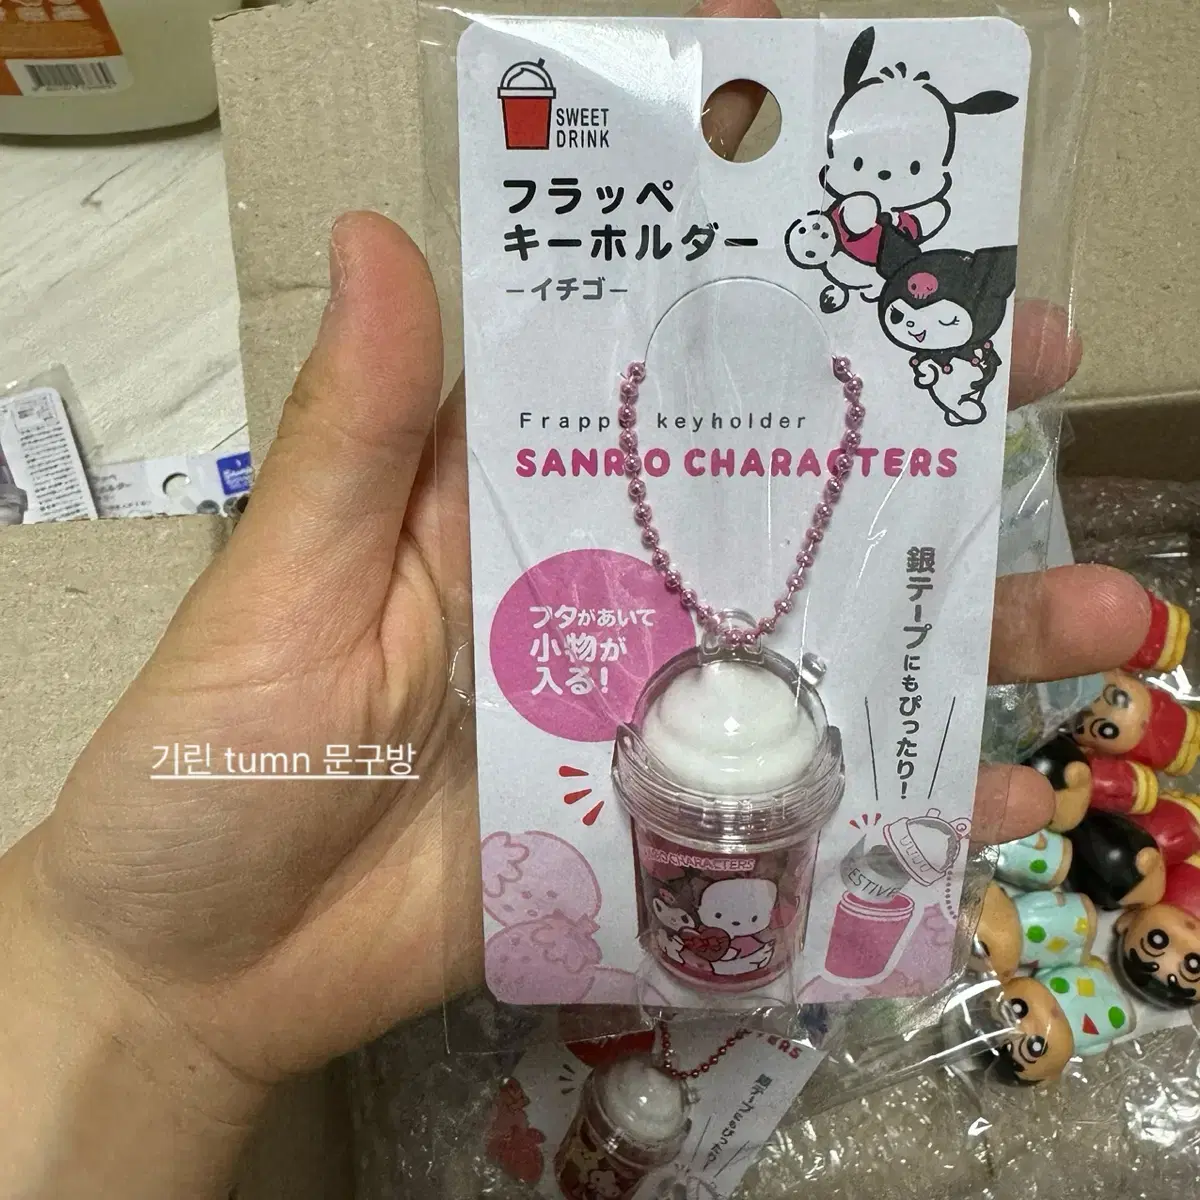 SWEET
DRINK
フラッペ
キーホルダー
－イチゴ－
Frappe keyholder
SANRIO CHARACTERS
フタがあいて
小物が
入る！
銀テープにもぴったり！
기린 tumn 문구방